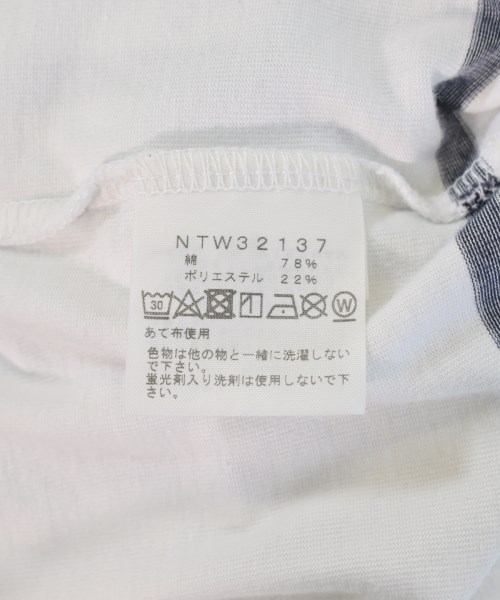 NTW32137
綿 78%
ポリエステル 22%
30 W
あて布使用
色物は他の物と一緒に洗濯しない
で下さい。
蛍光剤入り洗剤は使用しないで下
さい。